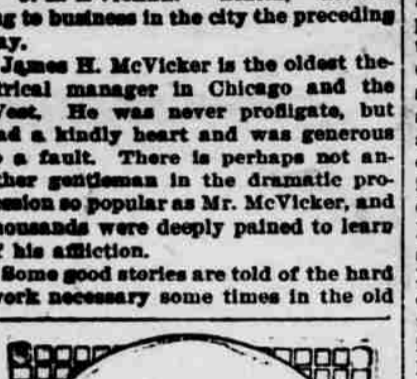 g to business in the city the preceding
ay.
James H. McVicker is the oldest the-
trical manager in Chicago and the
West. He was never profligate, but
ad a kindly heart and was generous
o a fault. There is perhaps not an-
ther gentleman in the dramatic pro-
ession so popular as Mr. McVicker, and
housands were deeply pained to learn
f his affliction.
Some good stories are told of the hard
work necessary some times in the old